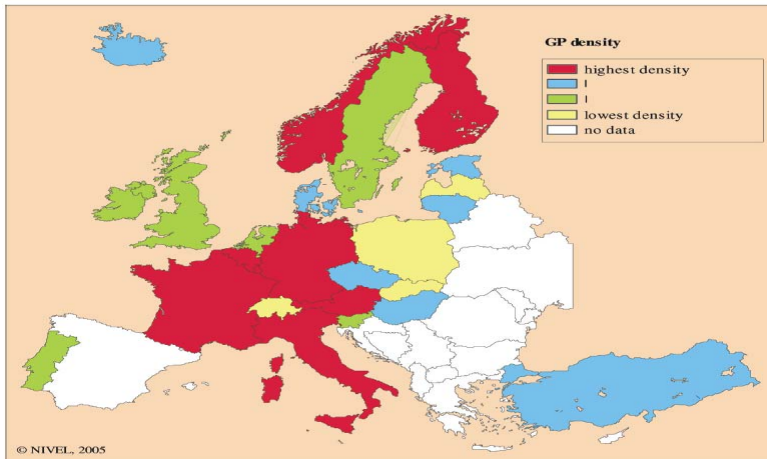 GP density
highest density
l
l
lowest density
no data
© NIVEL, 2005